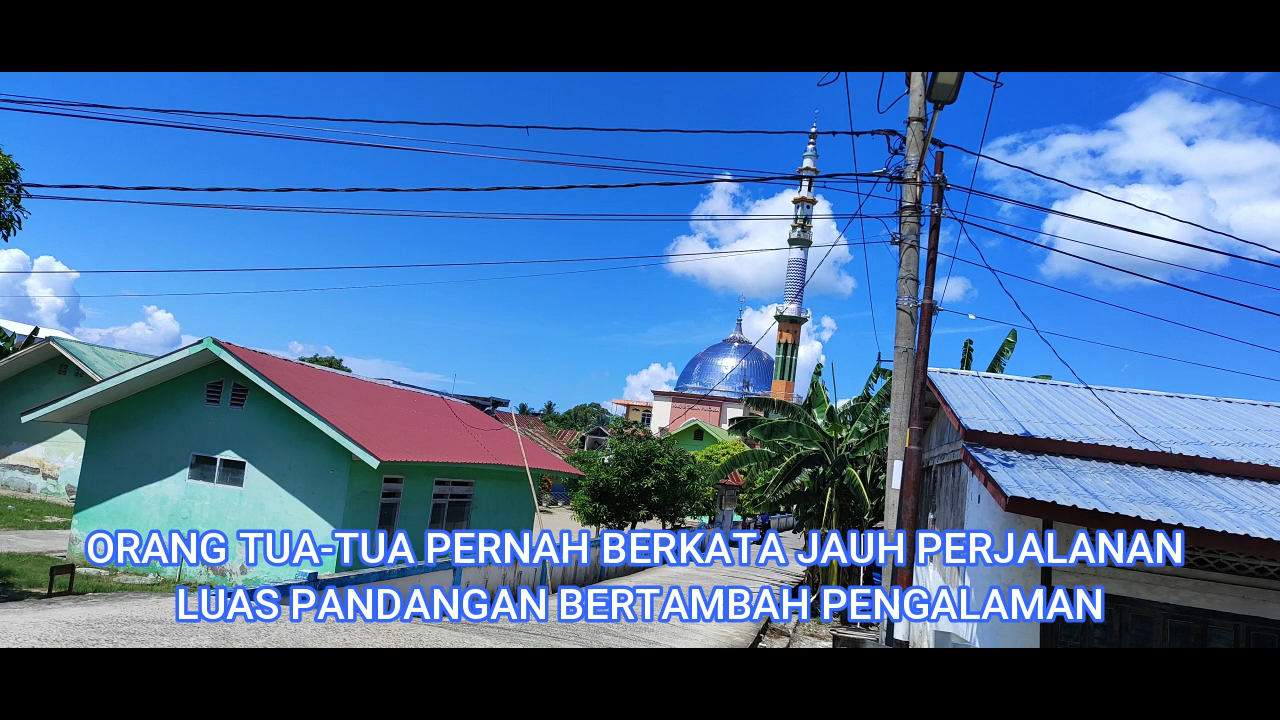 ORANG TUA-TUA PERNAH BERKATA JAUH PERJALANAN
LUAS PANDANGAN BERTAMBAH PENGALAMAN